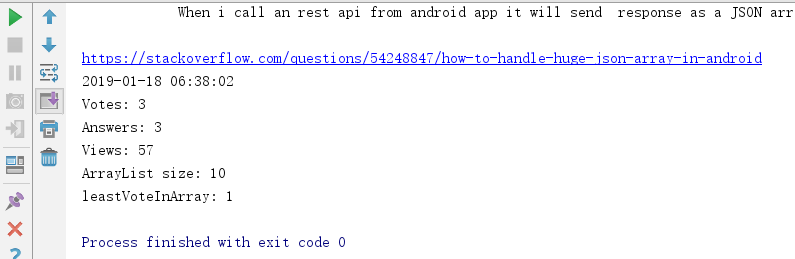 When i call an rest api from android app it will send response as a JSON arr
https://stackoverflow.com/questions/54248847/how-to-handle-huge-json-array-in-android
2019-01-18 06:38:02
Votes: 3
Answers: 3
Views: 57
ArrayList size: 10
leastVoteInArray: 1
Process finished with exit code 0